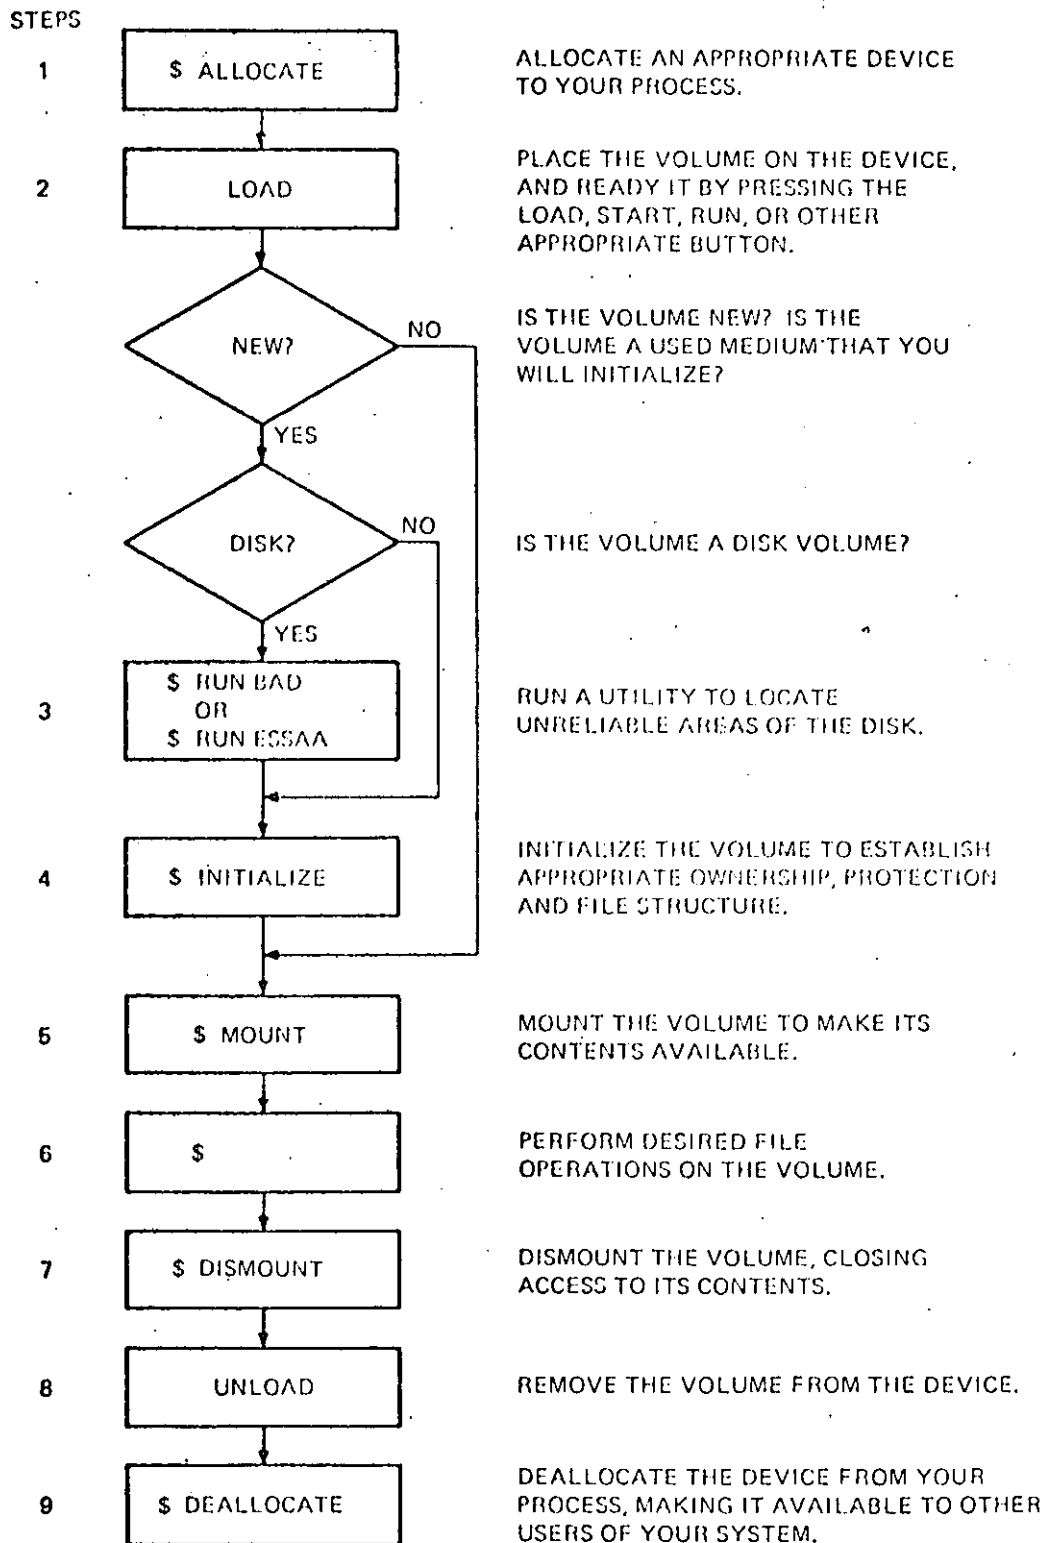 STEPS
1
$ ALLOCATE
ALLOCATE AN APPROPRIATE DEVICE
TO YOUR PROCESS.
2
LOAD
PLACE THE VOLUME ON THE DEVICE,
AND READY IT BY PRESSING THE
LOAD, START, RUN, OR OTHER
APPROPRIATE BUTTON.
NEW?
NO
YES
IS THE VOLUME NEW? IS THE
VOLUME A USED MEDIUM THAT YOU
WILL INITIALIZE?
DISK?
NO
YES
IS THE VOLUME A DISK VOLUME?
3
$ RUN BAD
OR
$ RUN ESSAA
RUN A UTILITY TO LOCATE
UNRELIABLE AREAS OF THE DISK.
4
$ INITIALIZE
INITIALIZE THE VOLUME TO ESTABLISH
APPROPRIATE OWNERSHIP, PROTECTION
AND FILE STRUCTURE.
5
$ MOUNT
MOUNT THE VOLUME TO MAKE ITS
CONTENTS AVAILABLE.
6
$
PERFORM DESIRED FILE
OPERATIONS ON THE VOLUME.
7
$ DISMOUNT
DISMOUNT THE VOLUME, CLOSING
ACCESS TO ITS CONTENTS.
8
UNLOAD
REMOVE THE VOLUME FROM THE DEVICE.
9
$ DEALLOCATE
DEALLOCATE THE DEVICE FROM YOUR
PROCESS, MAKING IT AVAILABLE TO OTHER
USERS OF YOUR SYSTEM.